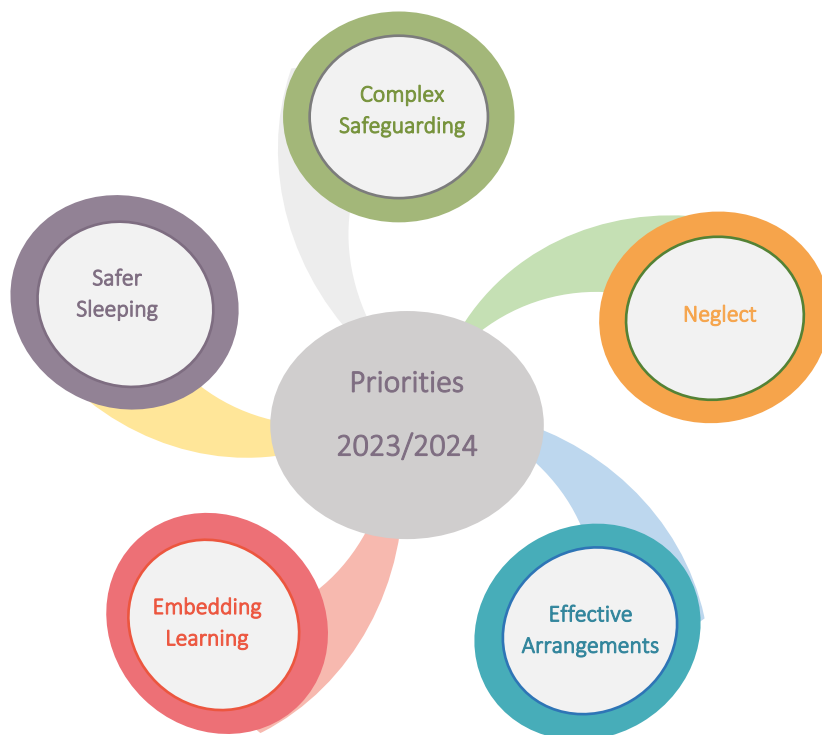 Complex
Safeguarding
Safer
Sleeping
Neglect
Priorities
2023/2024
Embedding
Learning
Effective
Arrangements